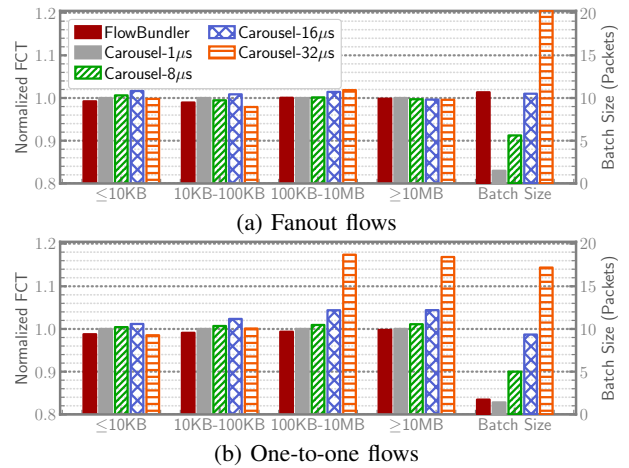 FlowBundler
Carousel-1μs
Carousel-8μs
Carousel-16μs
Carousel-32μs
Normalized FCT
1.2
1.0
0.9
0.8
Batch Size (Packets)
20
15
10
5
0
≤10KB 10KB-100KB 100KB-10MB ≥10MB Batch Size
(a) Fanout flows
Normalized FCT
1.2
1.1
1.0
0.9
0.8
Batch Size (Packets)
20
15
10
5
0
≤10KB 10KB-100KB 100KB-10MB ≥10MB Batch Size
(b) One-to-one flows